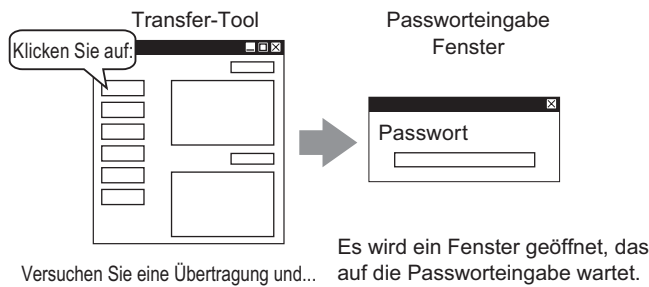 Transfer-Tool
Klicken Sie auf:
Versuchen Sie eine Übertragung und...
Passworteingabe
Fenster
Passwort
Es wird ein Fenster geöffnet, das
auf die Passworteingabe wartet.